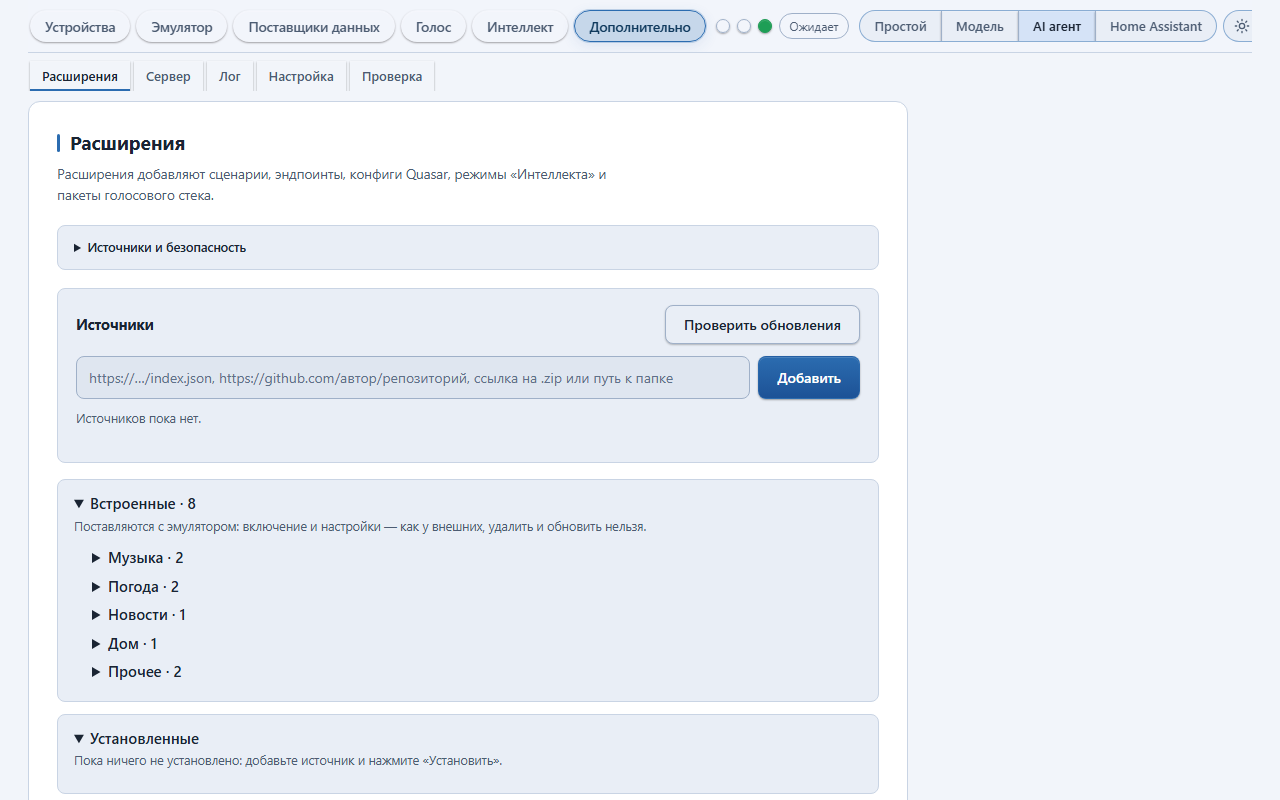 Устройства Эмулятор Поставщики данных Голос Интеллект Дополнительно Ожидает Простой Модель AI агент Home Assistant
Расширения Сервер Лог Настройка Проверка
Расширения
Расширения добавляют сценарии, эндпоинты, конфиги Quasar, режимы «Интеллекта» и
пакеты голосового стека.
Источники и безопасность
Источники
Проверить обновления
https://.../index.json, https://github.com/автор/репозиторий, ссылка на .zip или путь к папке
Добавить
Источников пока нет.
Встроенные · 8
Поставляются с эмулятором: включение и настройки — как у внешних, удалить и обновить нельзя.
Музыка · 2
Погода · 2
Новости · 1
Дом · 1
Прочее · 2
Установленные
Пока ничего не установлено: добавьте источник и нажмите «Установить».